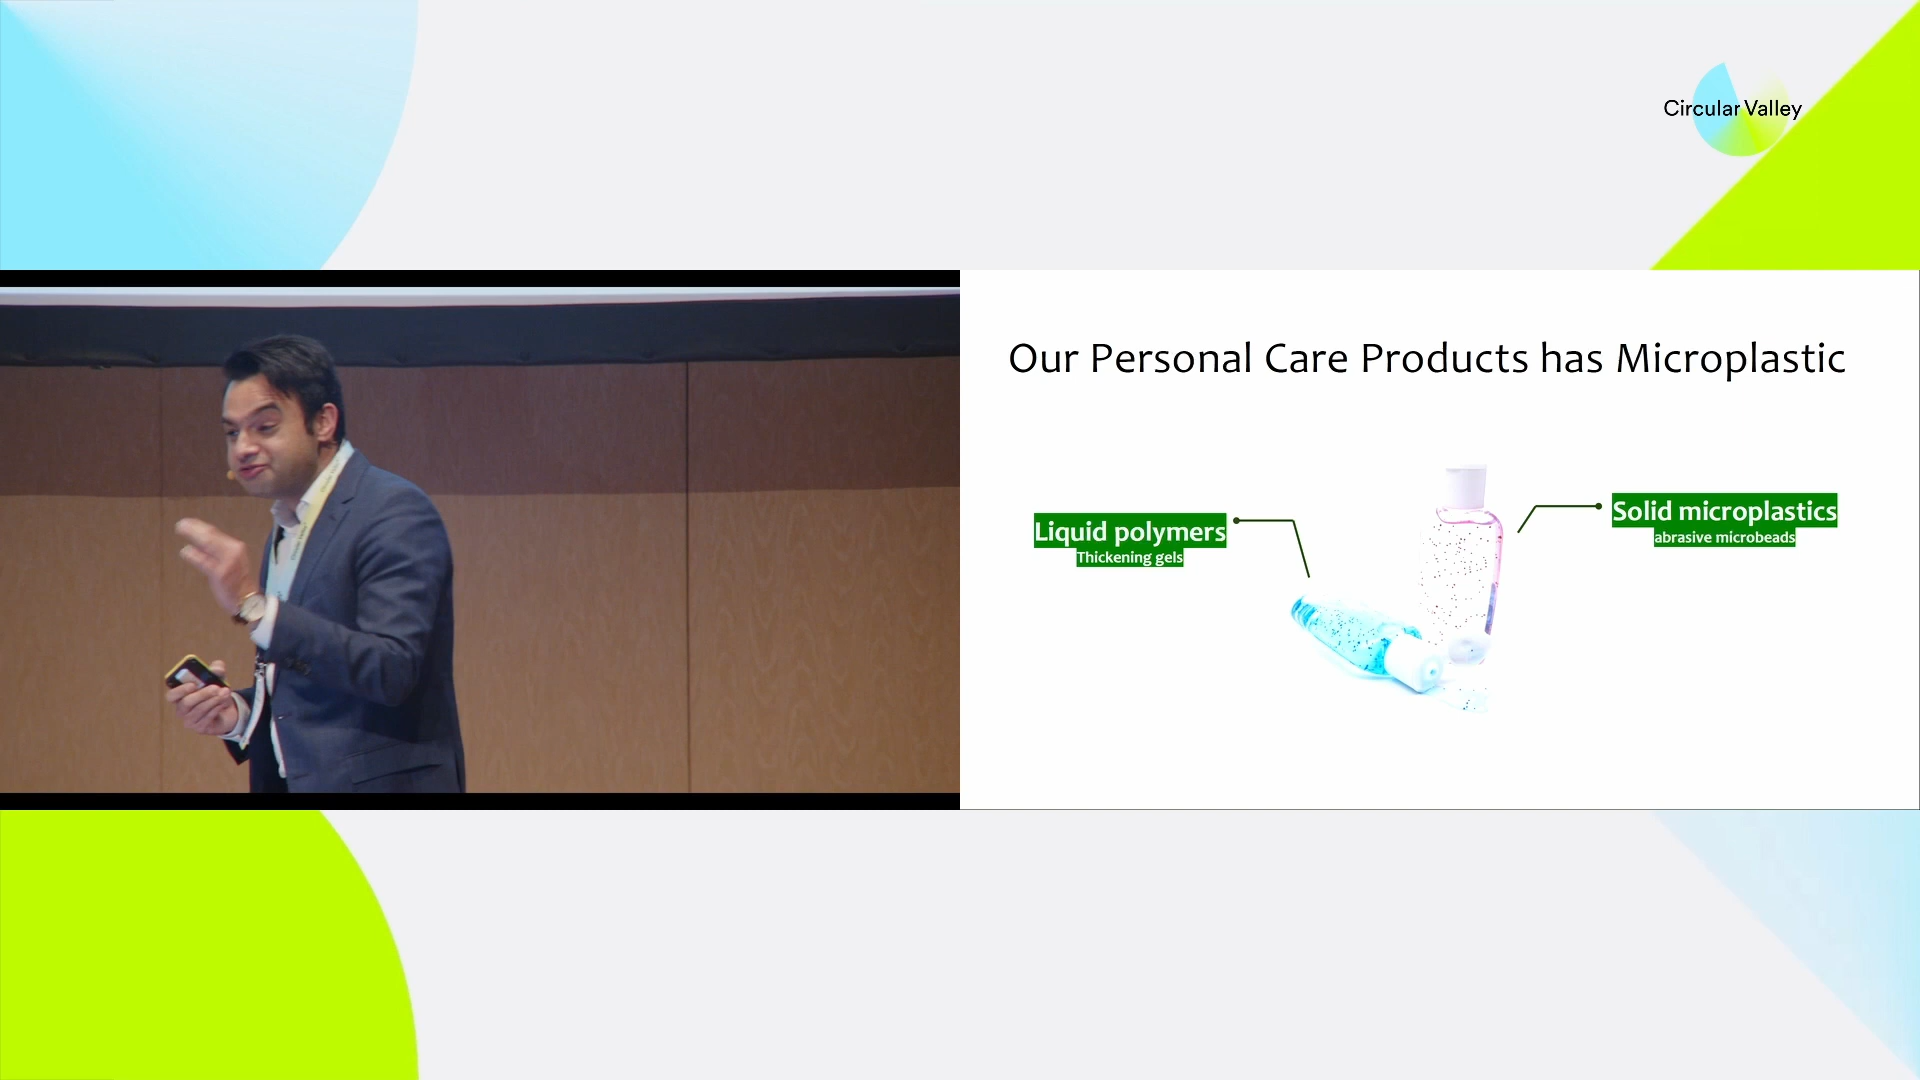 Circular Valley
Our Personal Care Products has Microplastic
Liquid polymers
Thickening gels
Solid microplastics
abrasive microbeads